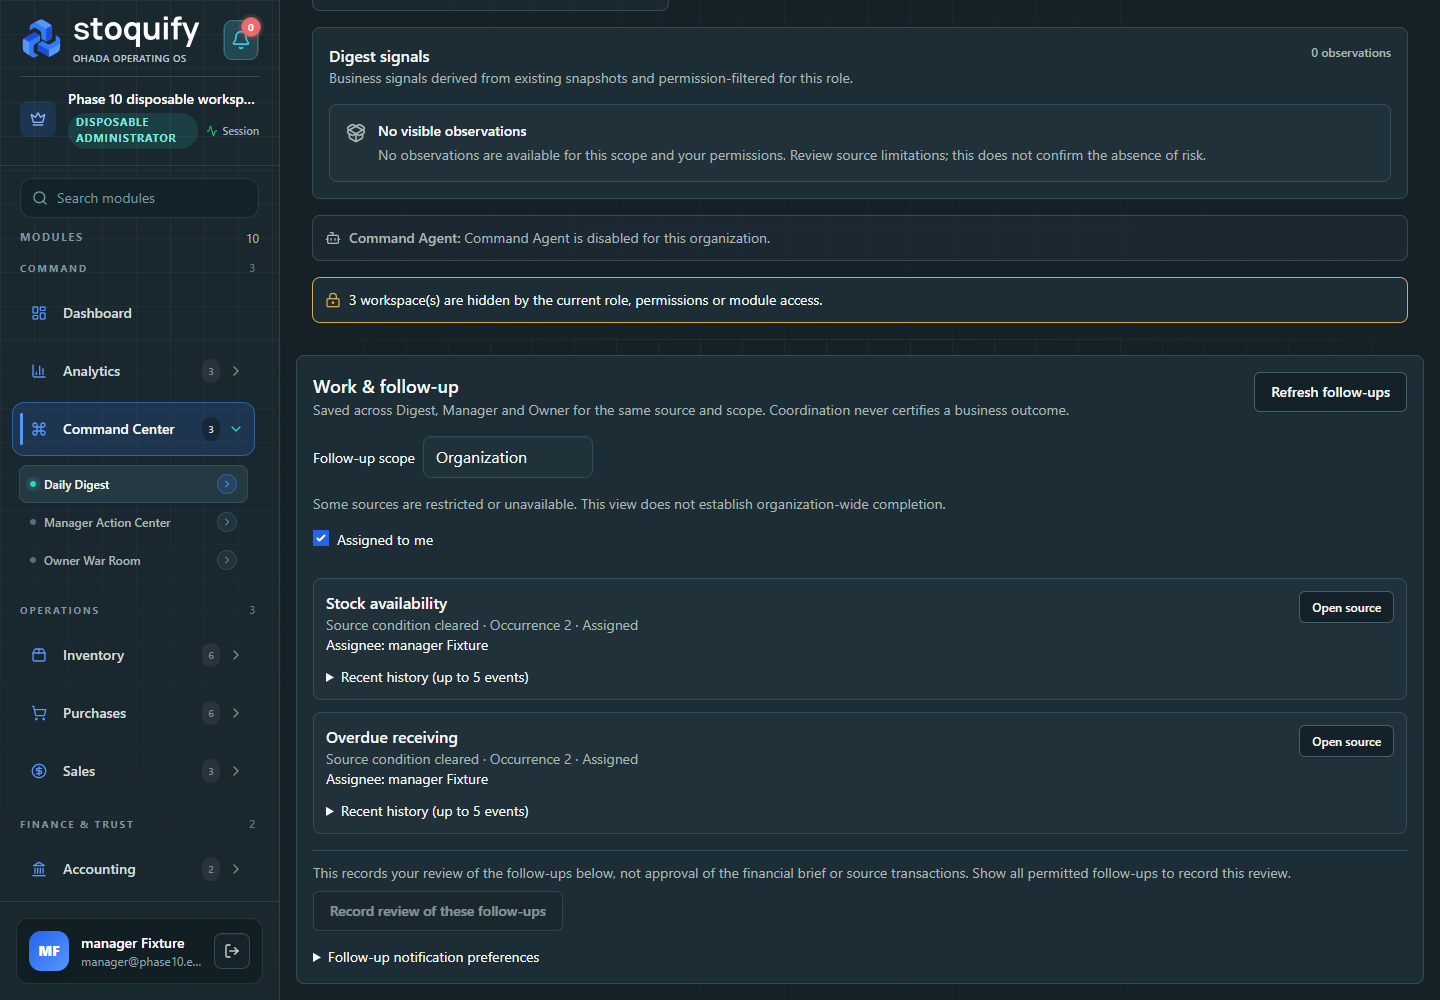 stoquify
OHADA OPERATING OS
0
Phase 10 disposable worksp...
DISPOSABLE
ADMINISTRATOR
Session
Search modules
MODULES
10
COMMAND
3
Dashboard
Analytics
3
Command Center
3
Daily Digest
Manager Action Center
Owner War Room
OPERATIONS
3
Inventory
6
Purchases
6
Sales
3
FINANCE & TRUST
2
Accounting
2
MF
manager Fixture
manager@phase10.e...
Digest signals
0 observations
Business signals derived from existing snapshots and permission-filtered for this role.
No visible observations
No observations are available for this scope and your permissions. Review source limitations; this does not confirm the absence of risk.
Command Agent: Command Agent is disabled for this organization.
3 workspace(s) are hidden by the current role, permissions or module access.
Work & follow-up
Refresh follow-ups
Saved across Digest, Manager and Owner for the same source and scope. Coordination never certifies a business outcome.
Follow-up scope
Organization
Some sources are restricted or unavailable. This view does not establish organization-wide completion.
Assigned to me
Stock availability
Open source
Source condition cleared · Occurrence 2 · Assigned
Assignee: manager Fixture
Recent history (up to 5 events)
Overdue receiving
Open source
Source condition cleared · Occurrence 2 · Assigned
Assignee: manager Fixture
Recent history (up to 5 events)
This records your review of the follow-ups below, not approval of the financial brief or source transactions. Show all permitted follow-ups to record this review.
Record review of these follow-ups
Follow-up notification preferences